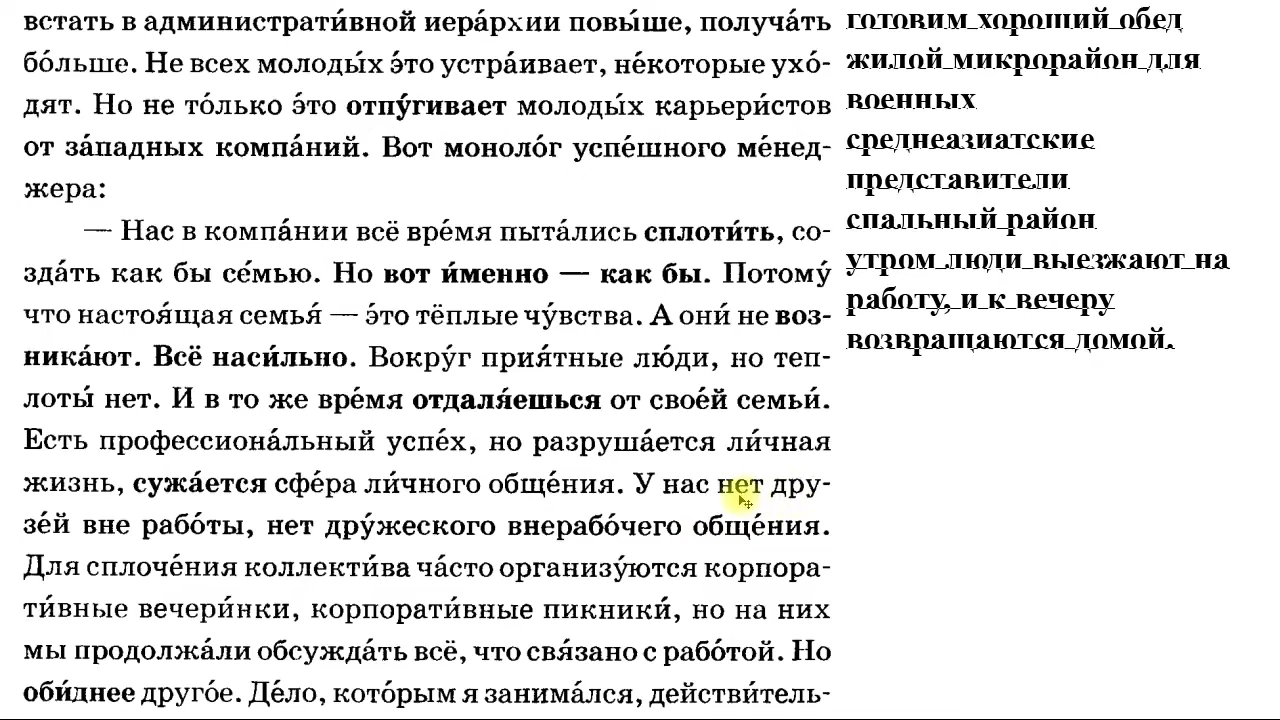 встать в администрати́вной иера́рхии повы́ше, получа́ть
бо́льше. Не всех молоды́х э́то устра́ивает, не́которые ухо́-
дят. Но не то́лько э́то отпу́гивает молоды́х карьери́стов
от за́падных компа́ний. Вот моноло́г успе́шного ме́нед-
жера:
— Нас в компа́нии всё вре́мя пыта́лись сплоти́ть, со-
зда́ть как бы се́мью. Но вот и́менно — как бы. Потому́
что настоя́щая семья́ — э́то тёплые чу́вства. А они́ не воз-
ника́ют. Всё наси́льно. Вокру́г прия́тные лю́ди, но теп-
лоты́ нет. И в то же вре́мя отдаля́ешься от свое́й семьи́.
Есть профессиона́льный успе́х, но разруша́ется ли́чная
жизнь, сужа́ется сфе́ра ли́чного обще́ния. У нас нет дру-
зе́й вне рабо́ты, нет дру́жеского внерабо́чего обще́ния.
Для сплоче́ния коллекти́ва ча́сто организу́ются корпора-
ти́вные вечери́нки, корпорати́вные пикники́, но на них
мы продолжа́ли обсужда́ть всё, что свя́зано с рабо́той. Но
оби́днее друго́е. Де́ло, кото́рым я занима́лся, действи́тель-
готовим хороший обед
жилой микрорайон для
военных
среднеазиатские
представители
спальный район
утром люди выезжают на
работу, и к вечеру
возвращаются домой.